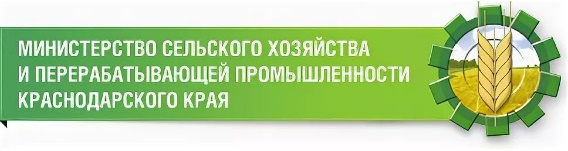 МИНИСТЕРСТВО СЕЛЬСКОГО ХОЗЯЙСТВА
И ПЕРЕРАБАТЫВАЮЩЕЙ ПРОМЫШЛЕННОСТИ
КРАСНОДАРСКОГО КРАЯ